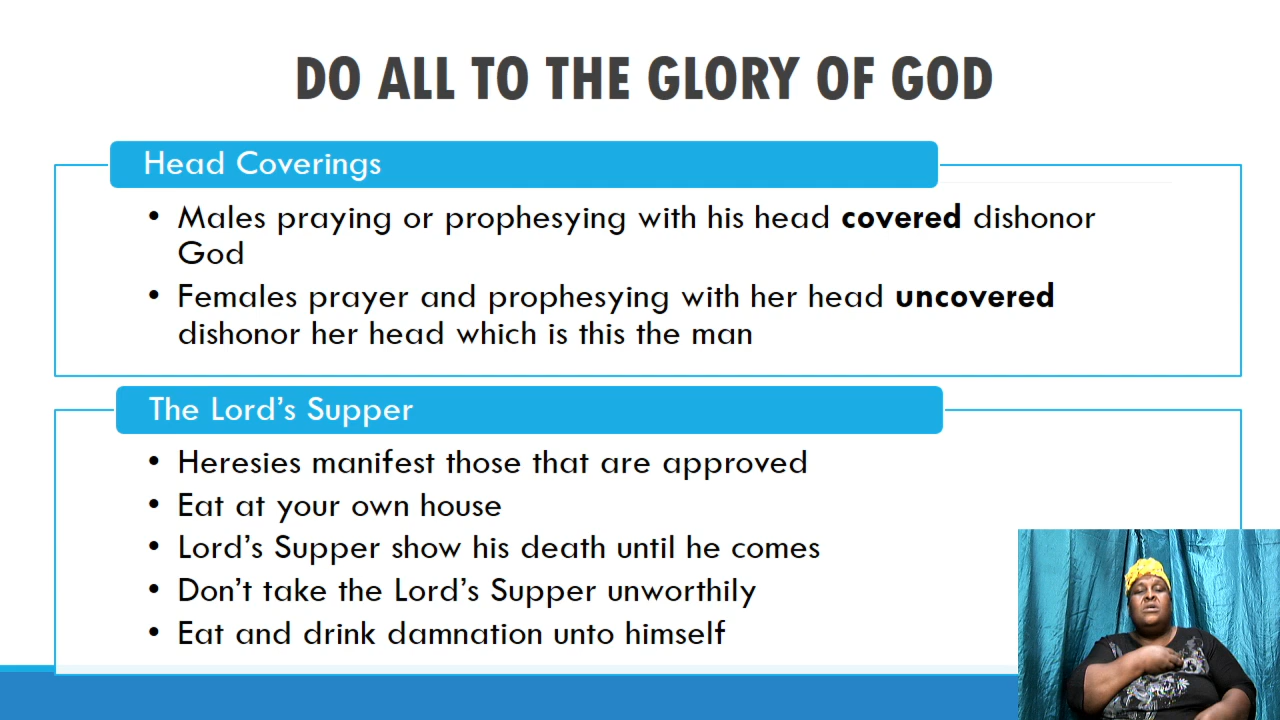 DO ALL TO THE GLORY OF GOD
Head Coverings
• Males praying or prophesying with his head covered dishonor
God
• Females prayer and prophesying with her head uncovered
dishonor her head which is this the man
The Lord’s Supper
• Heresies manifest those that are approved
• Eat at your own house
• Lord’s Supper show his death until he comes
• Don’t take the Lord’s Supper unworthily
• Eat and drink damnation unto himself